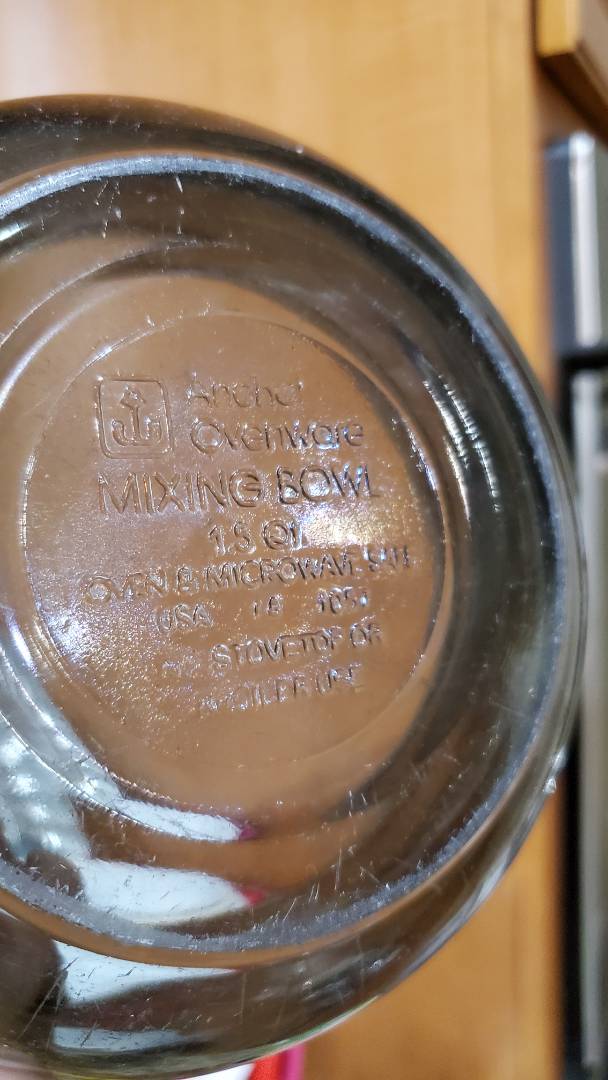 Anchor
Ovenware
MIXING BOWL
1.5 QT
OVEN & MICROWAVE SAFE
USA
STOVETOP OR
BROILER USE